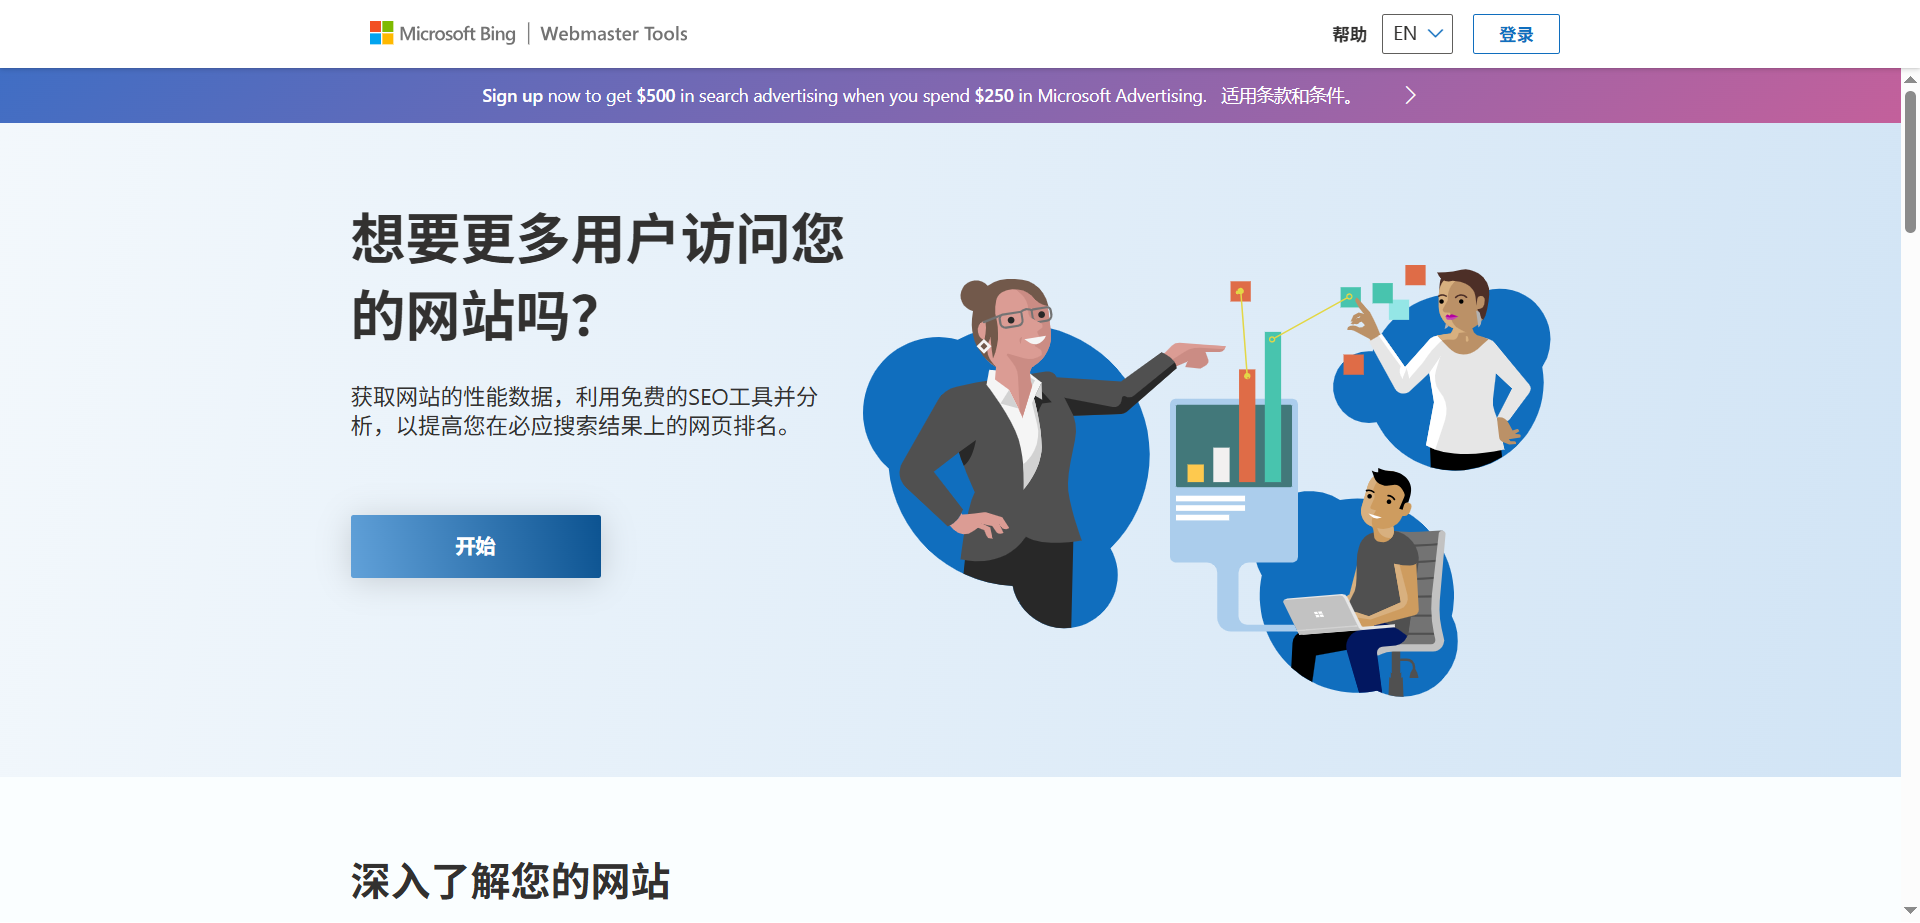 Microsoft Bing | Webmaster Tools
帮助
EN
登录
Sign up now to get $500 in search advertising when you spend $250 in Microsoft Advertising. 适用条款和条件。
想要更多用户访问您
的网站吗？
获取网站的性能数据，利用免费的SEO工具并分
析，以提高您在必应搜索结果上的网页排名。
开始
深入了解您的网站